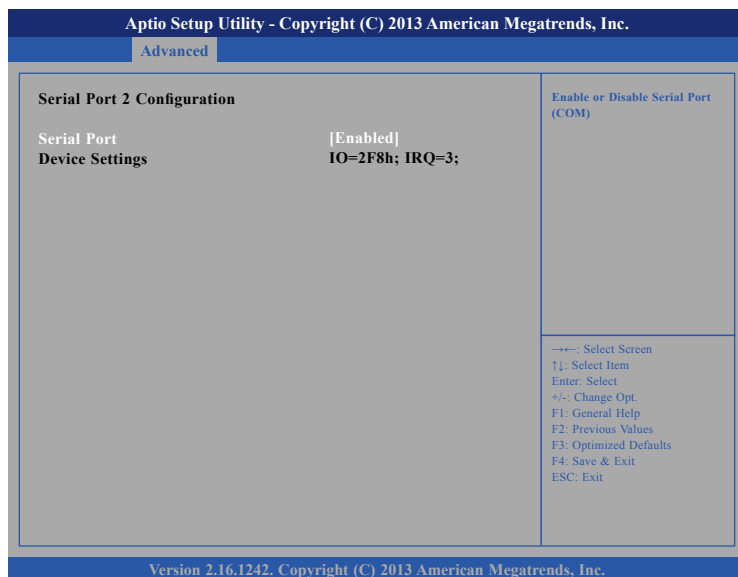 Aptio Setup Utility - Copyright (C) 2013 American Megatrends, Inc.
Advanced
Serial Port 2 Configuration
Serial Port [Enabled]
Device Settings IO=2F8h; IRQ=3;
Enable or Disable Serial Port
(COM)
→←: Select Screen
↑↓: Select Item
Enter: Select
+/-: Change Opt.
F1: General Help
F2: Previous Values
F3: Optimized Defaults
F4: Save & Exit
ESC: Exit
Version 2.16.1242. Copyright (C) 2013 American Megatrends, Inc.